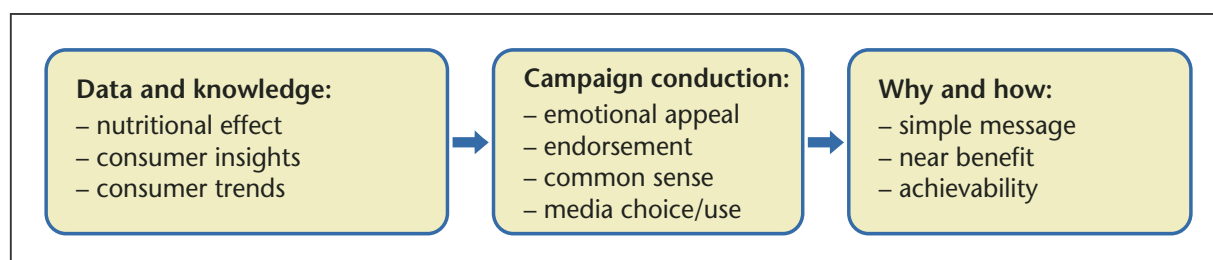 Data and knowledge:
– nutritional effect
– consumer insights
– consumer trends
Campaign conduction:
– emotional appeal
– endorsement
– common sense
– media choice/use
Why and how:
– simple message
– near benefit
– achievability